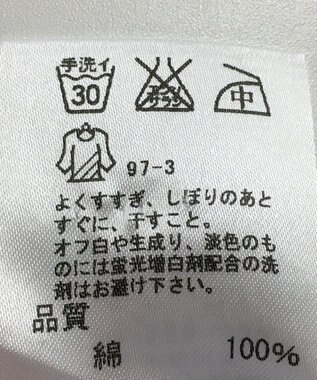 手洗イ
30
エンソ
サラシ
中
97-3
よくすすぎ、しぼりのあと
すぐに、干すこと。
オフ白や生成り、淡色のも
のには蛍光増白剤配合の洗
剤はお避け下さい。
品質
綿 100%